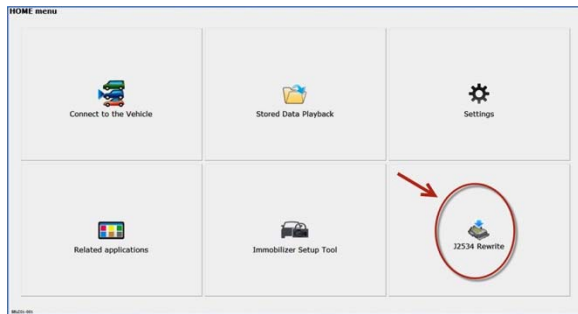 HOME menu
Connect to the Vehicle
Stored Data Playback
Settings
Related applications
Immobilizer Setup Tool
J2534 Rewrite